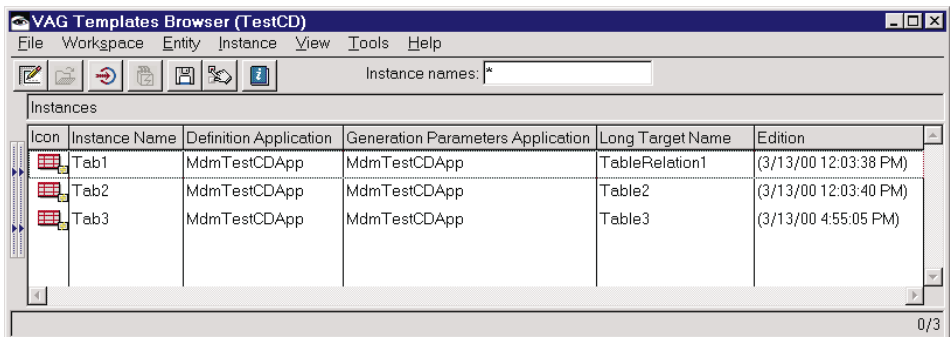 VAG Templates Browser (TestCD)
File Workspace Entity Instance View Tools Help
Instance names: *
Instances
Icon Instance Name Definition Application Generation Parameters Application Long Target Name Edition
Tab1 MdmTestCDApp MdmTestCDApp TableRelation1 (3/13/00 12:03:38 PM)
Tab2 MdmTestCDApp MdmTestCDApp Table2 (3/13/00 12:03:40 PM)
Tab3 MdmTestCDApp MdmTestCDApp Table3 (3/13/00 4:55:05 PM)
0/3